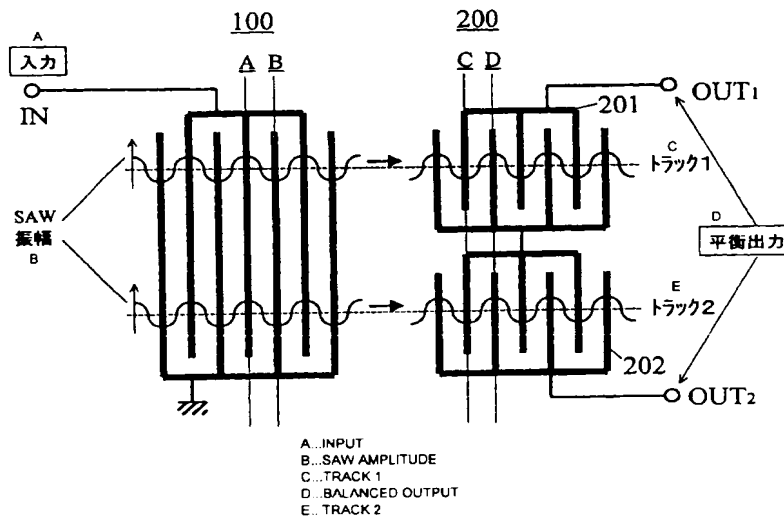 100
200
A
入力
IN
A B
C D
201
OUT1
C
トラック1
SAW
振幅
B
D
平衡出力
E
トラック2
202
OUT2
A...INPUT
B...SAW AMPLITUDE
C...TRACK 1
D...BALANCED OUTPUT
E... TRACK 2